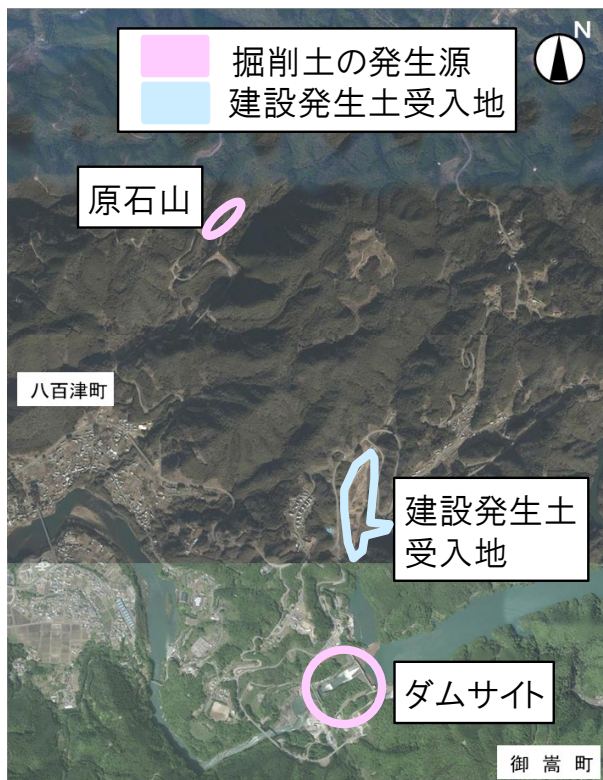 N
掘削土の発生源
建設発生土受入地
原石山
八百津町
建設発生土
受入地
ダムサイト
御嵩町